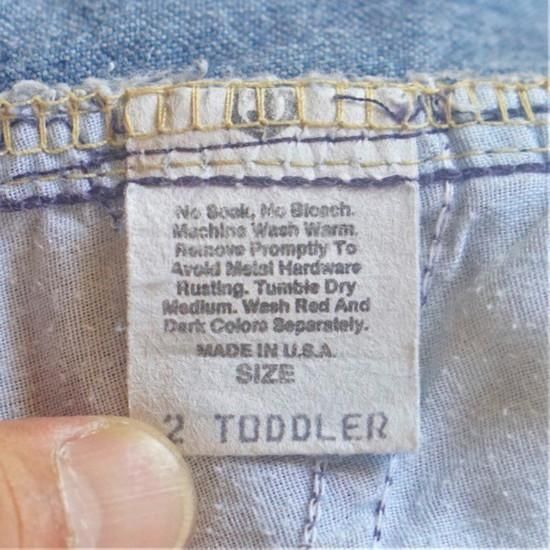 No Soak, No Bleach.
Machine Wash Warm.
Remove Promptly To
Avoid Metal Hardware
Rusting. Tumble Dry
Medium. Wash Red And
Dark Colors Separately.
MADE IN U.S.A.
SIZE
2 TODDLER